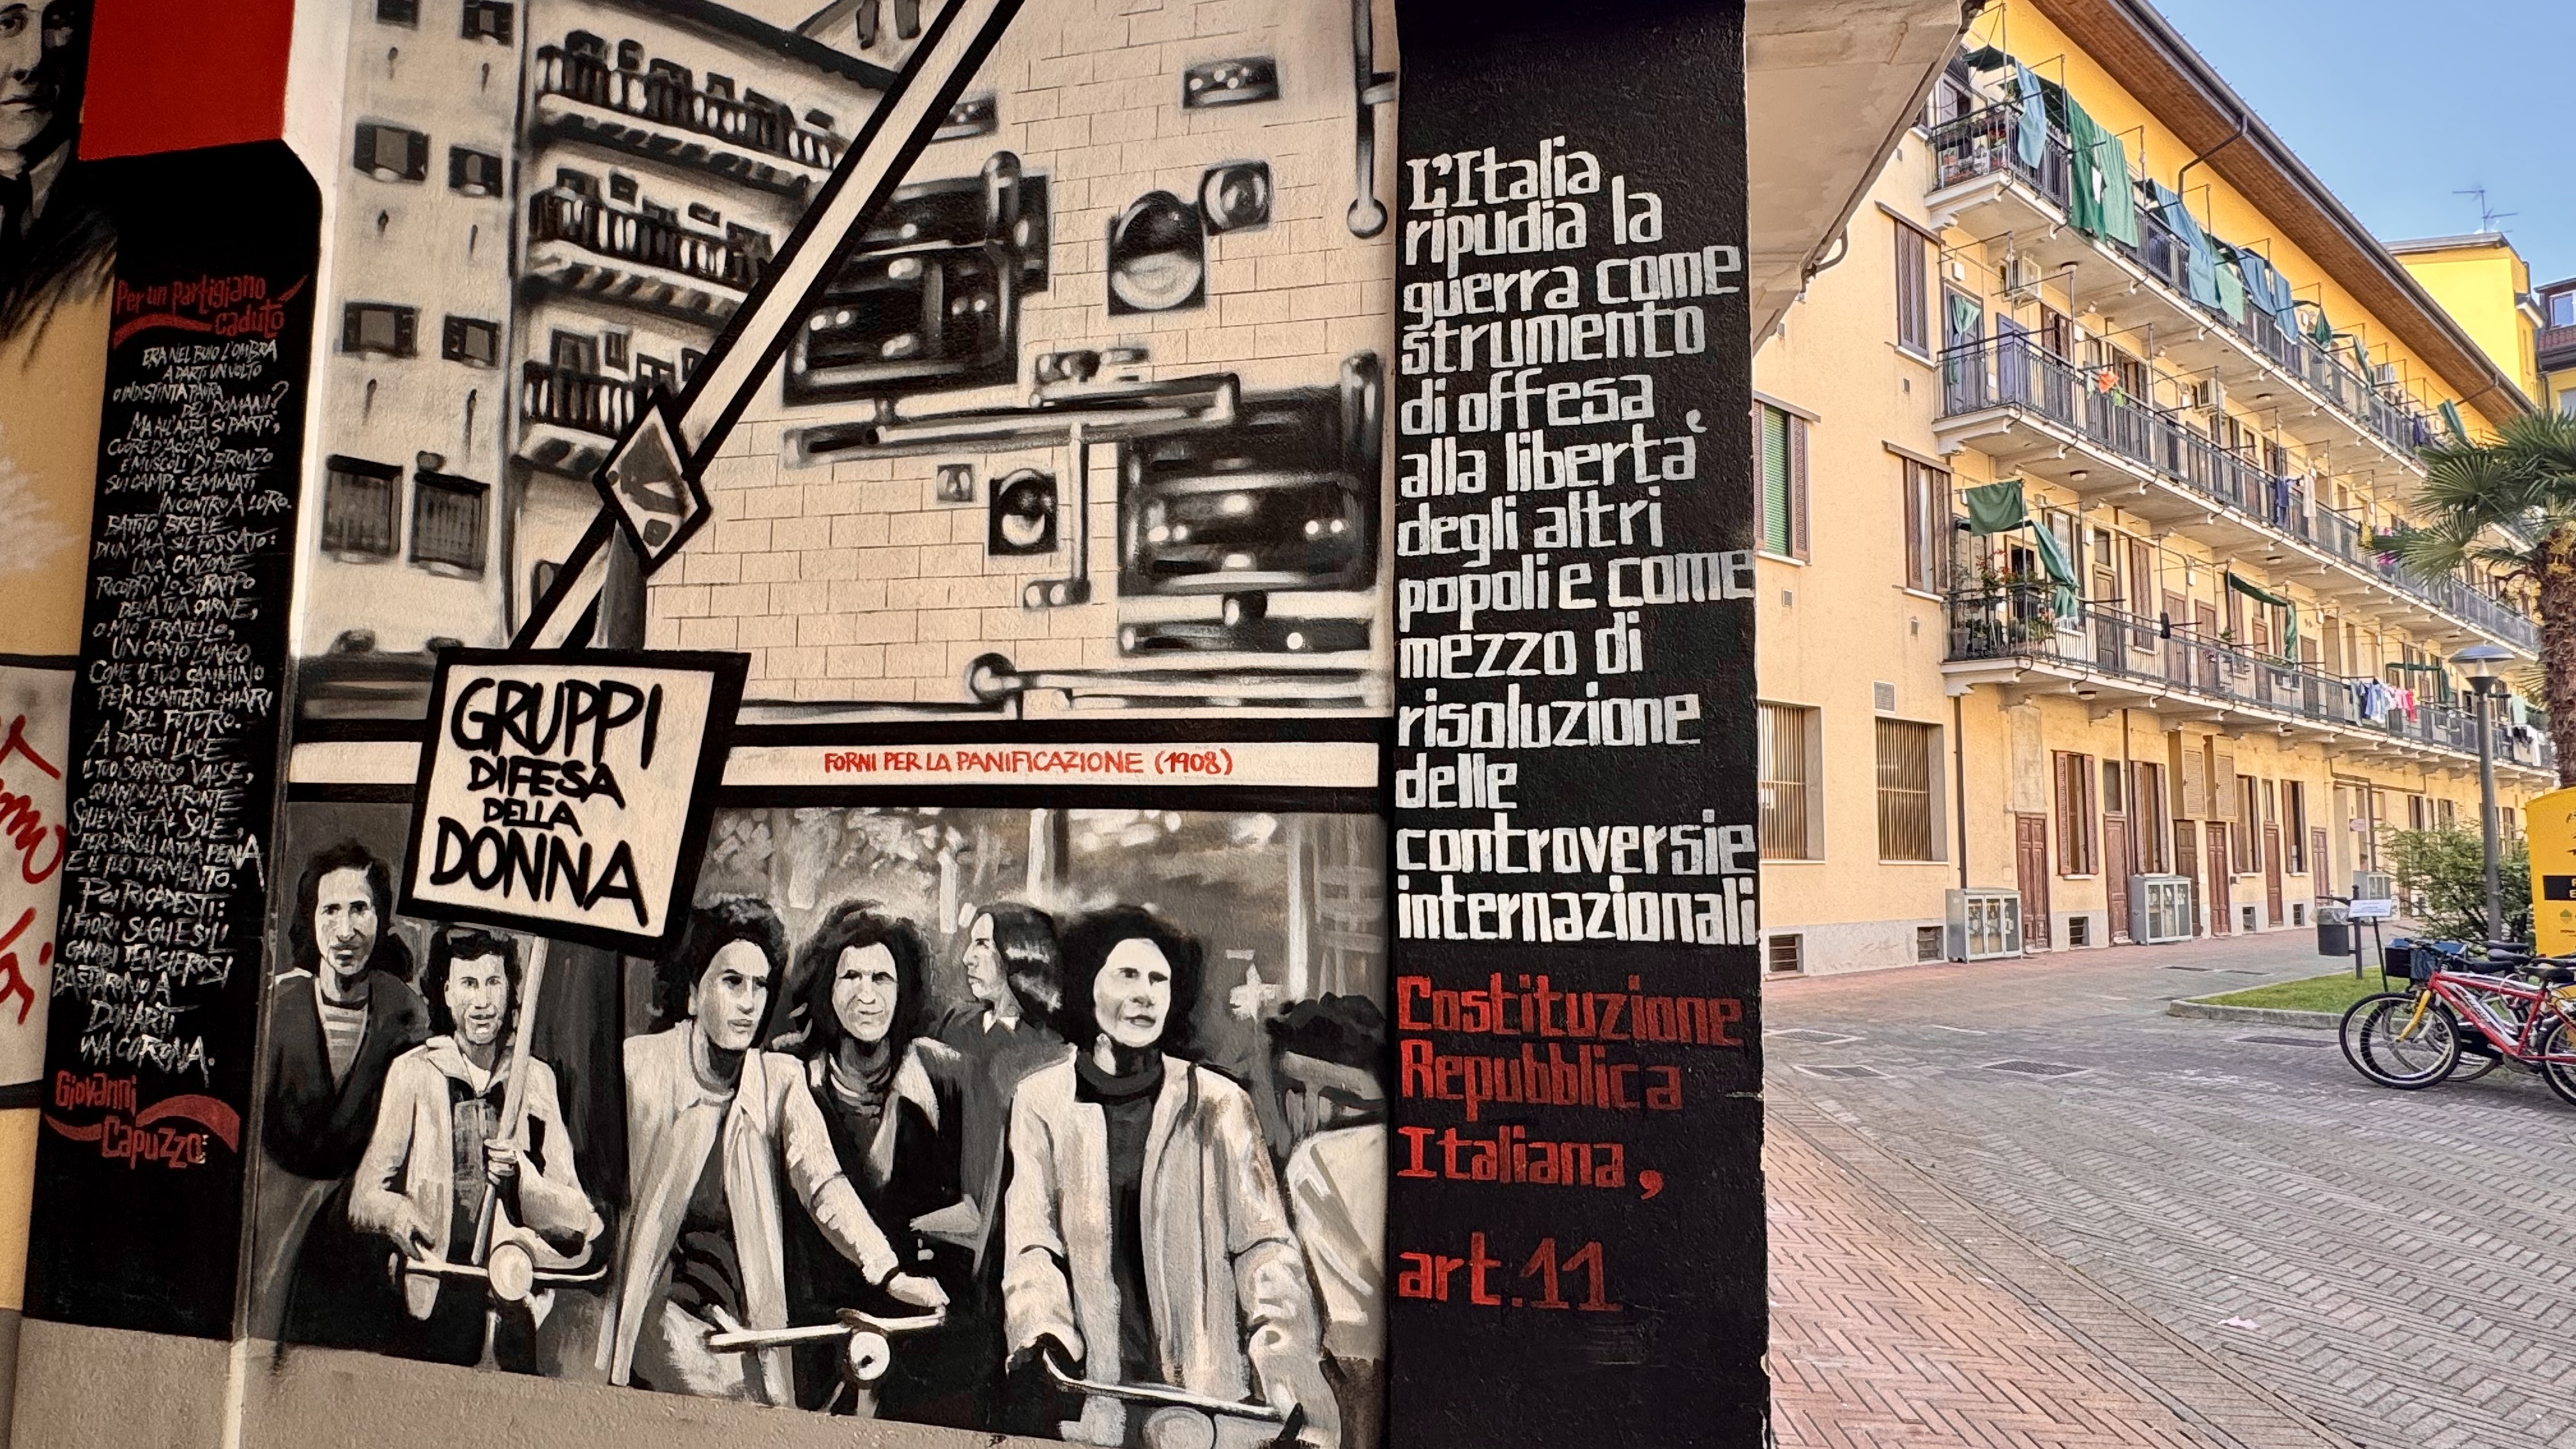 Per un partigiano
caduto
ERA NEL BUIO L'OMBRA
A DARTI UN VOLTO
O INDISTINTA PAURA
DEL DOMANI?
MA ALL'ALBA SI PARTÌ,
CUORE D'ACCIAIO
E MUSCOLI DI BRONZO
SUI CAMPI SEMINATI
INCONTRO A LORO.
BATTITO BREVE
DI UN'ALA SUL FOSSATO:
UNA CANZONE
RICOPRÌ LO STRAPPO
DELLA TUA CARNE,
O MIO FRATELLO,
UN CANTO LUNGO
COME IL TUO CAMMINO
PER I SENTIERI CHIARI
DEL FUTURO.
A DARCI LUCE
IL TUO SORRISO VALSE,
QUANDO LA FRONTE
SOLLEVASTI AL SOLE,
PER DIRGLI LA TUA PENA
E IL TUO TORMENTO.
POI RICADESTI:
I FIORI SUGLI ESILI
GAMBI PENSIEROSI
BASTARONO A
DONARTI
UNA CORONA.
Giovanni
Capuzzo:
GRUPPI
DIFESA
DELLA
DONNA
FORNI PER LA PANIFICAZIONE (1908)
L'Italia
ripudia la
guerra come
strumento
di offesa
alla libertà
degli altri
popoli e come
mezzo di
risoluzione
delle
controversie
internazionali
Costituzione
Repubblica
Italiana,
art.11